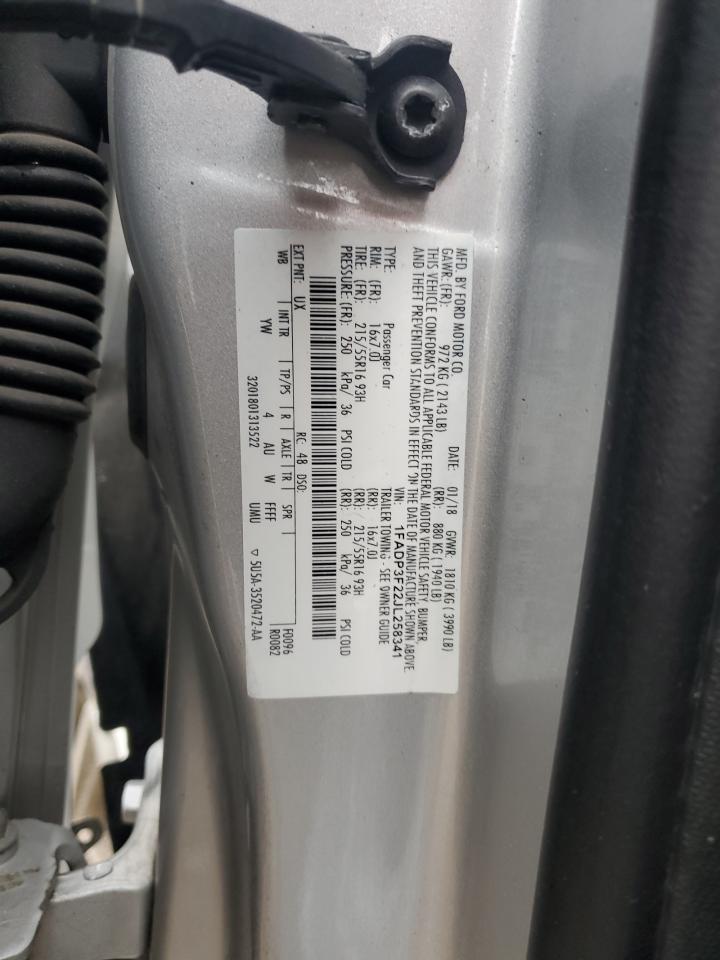 MFD. BY FORD MOTOR CO.
DATE: 01/18 GVWR: 1810 KG ( 3990 LB)
GAWR: (FR): 972 KG ( 2143 LB) (RR): 880 KG ( 1940 LB)
THIS VEHICLE CONFORMS TO ALL APPLICABLE FEDERAL MOTOR VEHICLE SAFETY, BUMPER,
AND THEFT PREVENTION STANDARDS IN EFFECT ON THE DATE OF MANUFACTURE SHOWN ABOVE.
VIN: 1FADP3F22JL258341
TYPE: Passenger Car TRAILER TOWING - SEE OWNER GUIDE
RIM: (FR): 16x7.0J (RR): 16x7.0J
TIRE: (FR): 215/55R16 93H (RR): 215/55R16 93H
PRESSURE: (FR): 250 kPa/ 36 PSI COLD (RR): 250 kPa/ 36 PSI COLD
EXT PNT: UX RC: 48 DSO: F0096
WB INT TR TP/PS R AXLE TR SPR R0082
YW 4 AU W FFFF
3201801313522 UMU ▽ 5U5A-3520472-AA